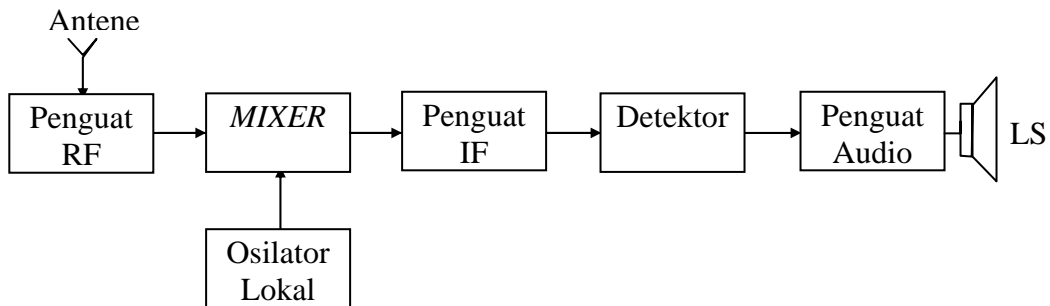 Antene
Penguat
RF
MIXER
Penguat
IF
Detektor
Penguat
Audio
LS
Osilator
Lokal